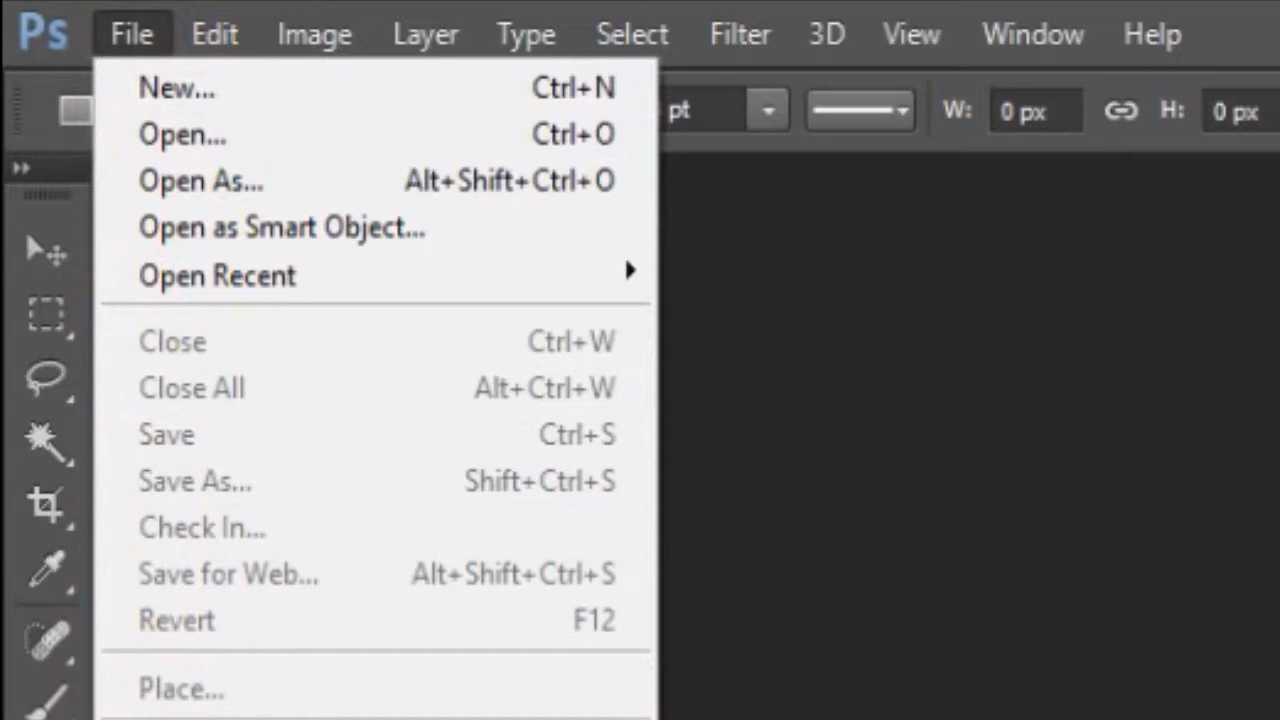 Ps File Edit Image Layer Type Select Filter 3D View Window Help
pt W: 0 px H: 0 px
New... Ctrl+N
Open... Ctrl+O
Open As... Alt+Shift+Ctrl+O
Open as Smart Object...
Open Recent
Close Ctrl+W
Close All Alt+Ctrl+W
Save Ctrl+S
Save As... Shift+Ctrl+S
Check In...
Save for Web... Alt+Shift+Ctrl+S
Revert F12
Place...